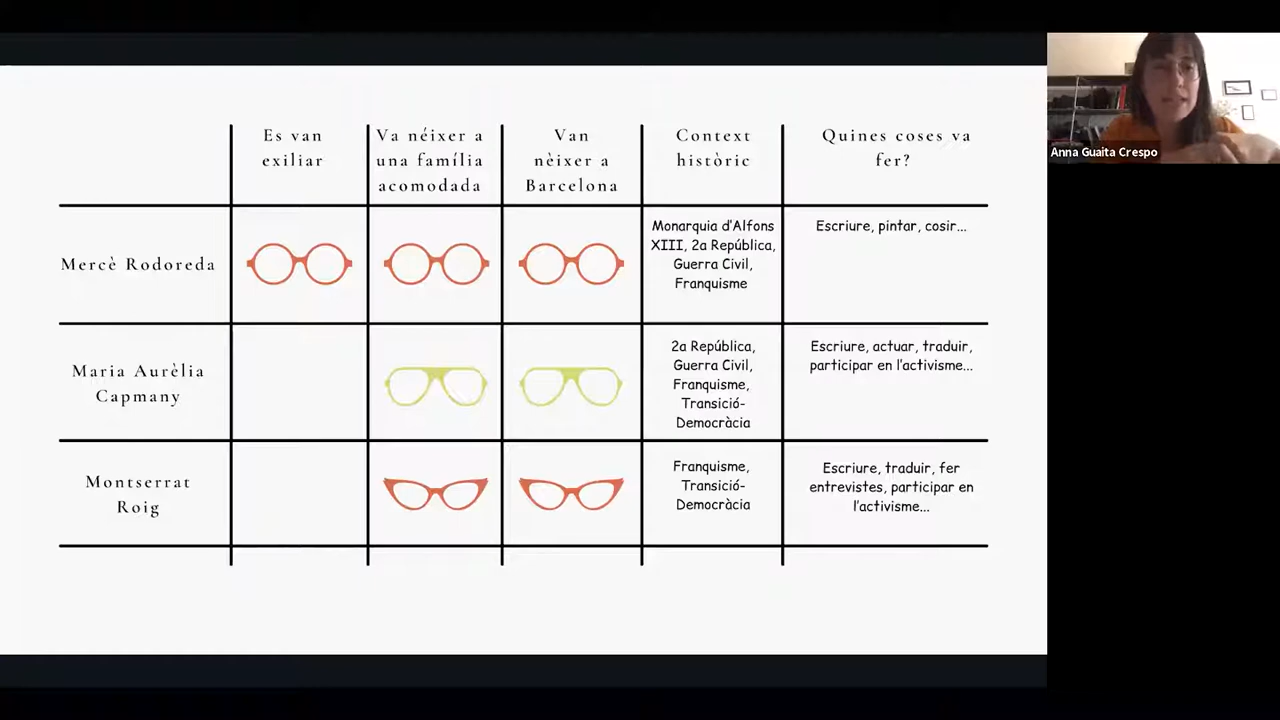 Es van
exiliar
Va néixer a
una família
acomodada
Van
nèixer a
Barcelona
Context
històric
Quines coses va
fer?
Mercè Rodoreda
Monarquia d'Alfons
XIII, 2a República,
Guerra Civil,
Franquisme
Escriure, pintar, cosir...
Maria Aurèlia
Capmany
2a República,
Guerra Civil,
Franquisme,
Transició-
Democràcia
Escriure, actuar, traduir,
participar en l'activisme...
Montserrat
Roig
Franquisme,
Transició-
Democràcia
Escriure, traduir, fer
entrevistes, participar en
l'activisme...
Anna Guaita Crespo